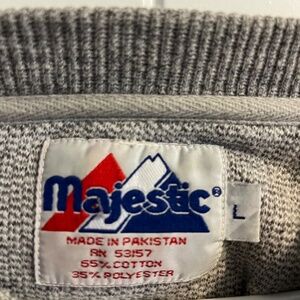 Majestic®
L
MADE IN PAKISTAN
RN 53157
65% COTTON
35% POLYESTER